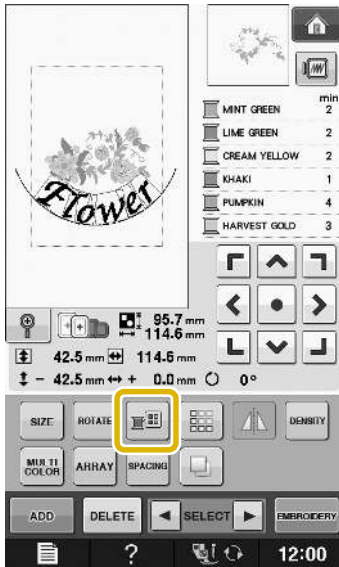 min
MINT GREEN 2
LIME GREEN 2
CREAM YELLOW 2
KHAKI 1
PUMPKIN 4
HARVEST GOLD 3
Flower
95.7 mm
114.6 mm
42.5 mm 114.6 mm
- 42.5 mm + 0.0 mm 0°
SIZE ROTATE DENSITY
MULTI COLOR ARRAY SPACING
ADD DELETE SELECT EMBROIDERY
? 12:00